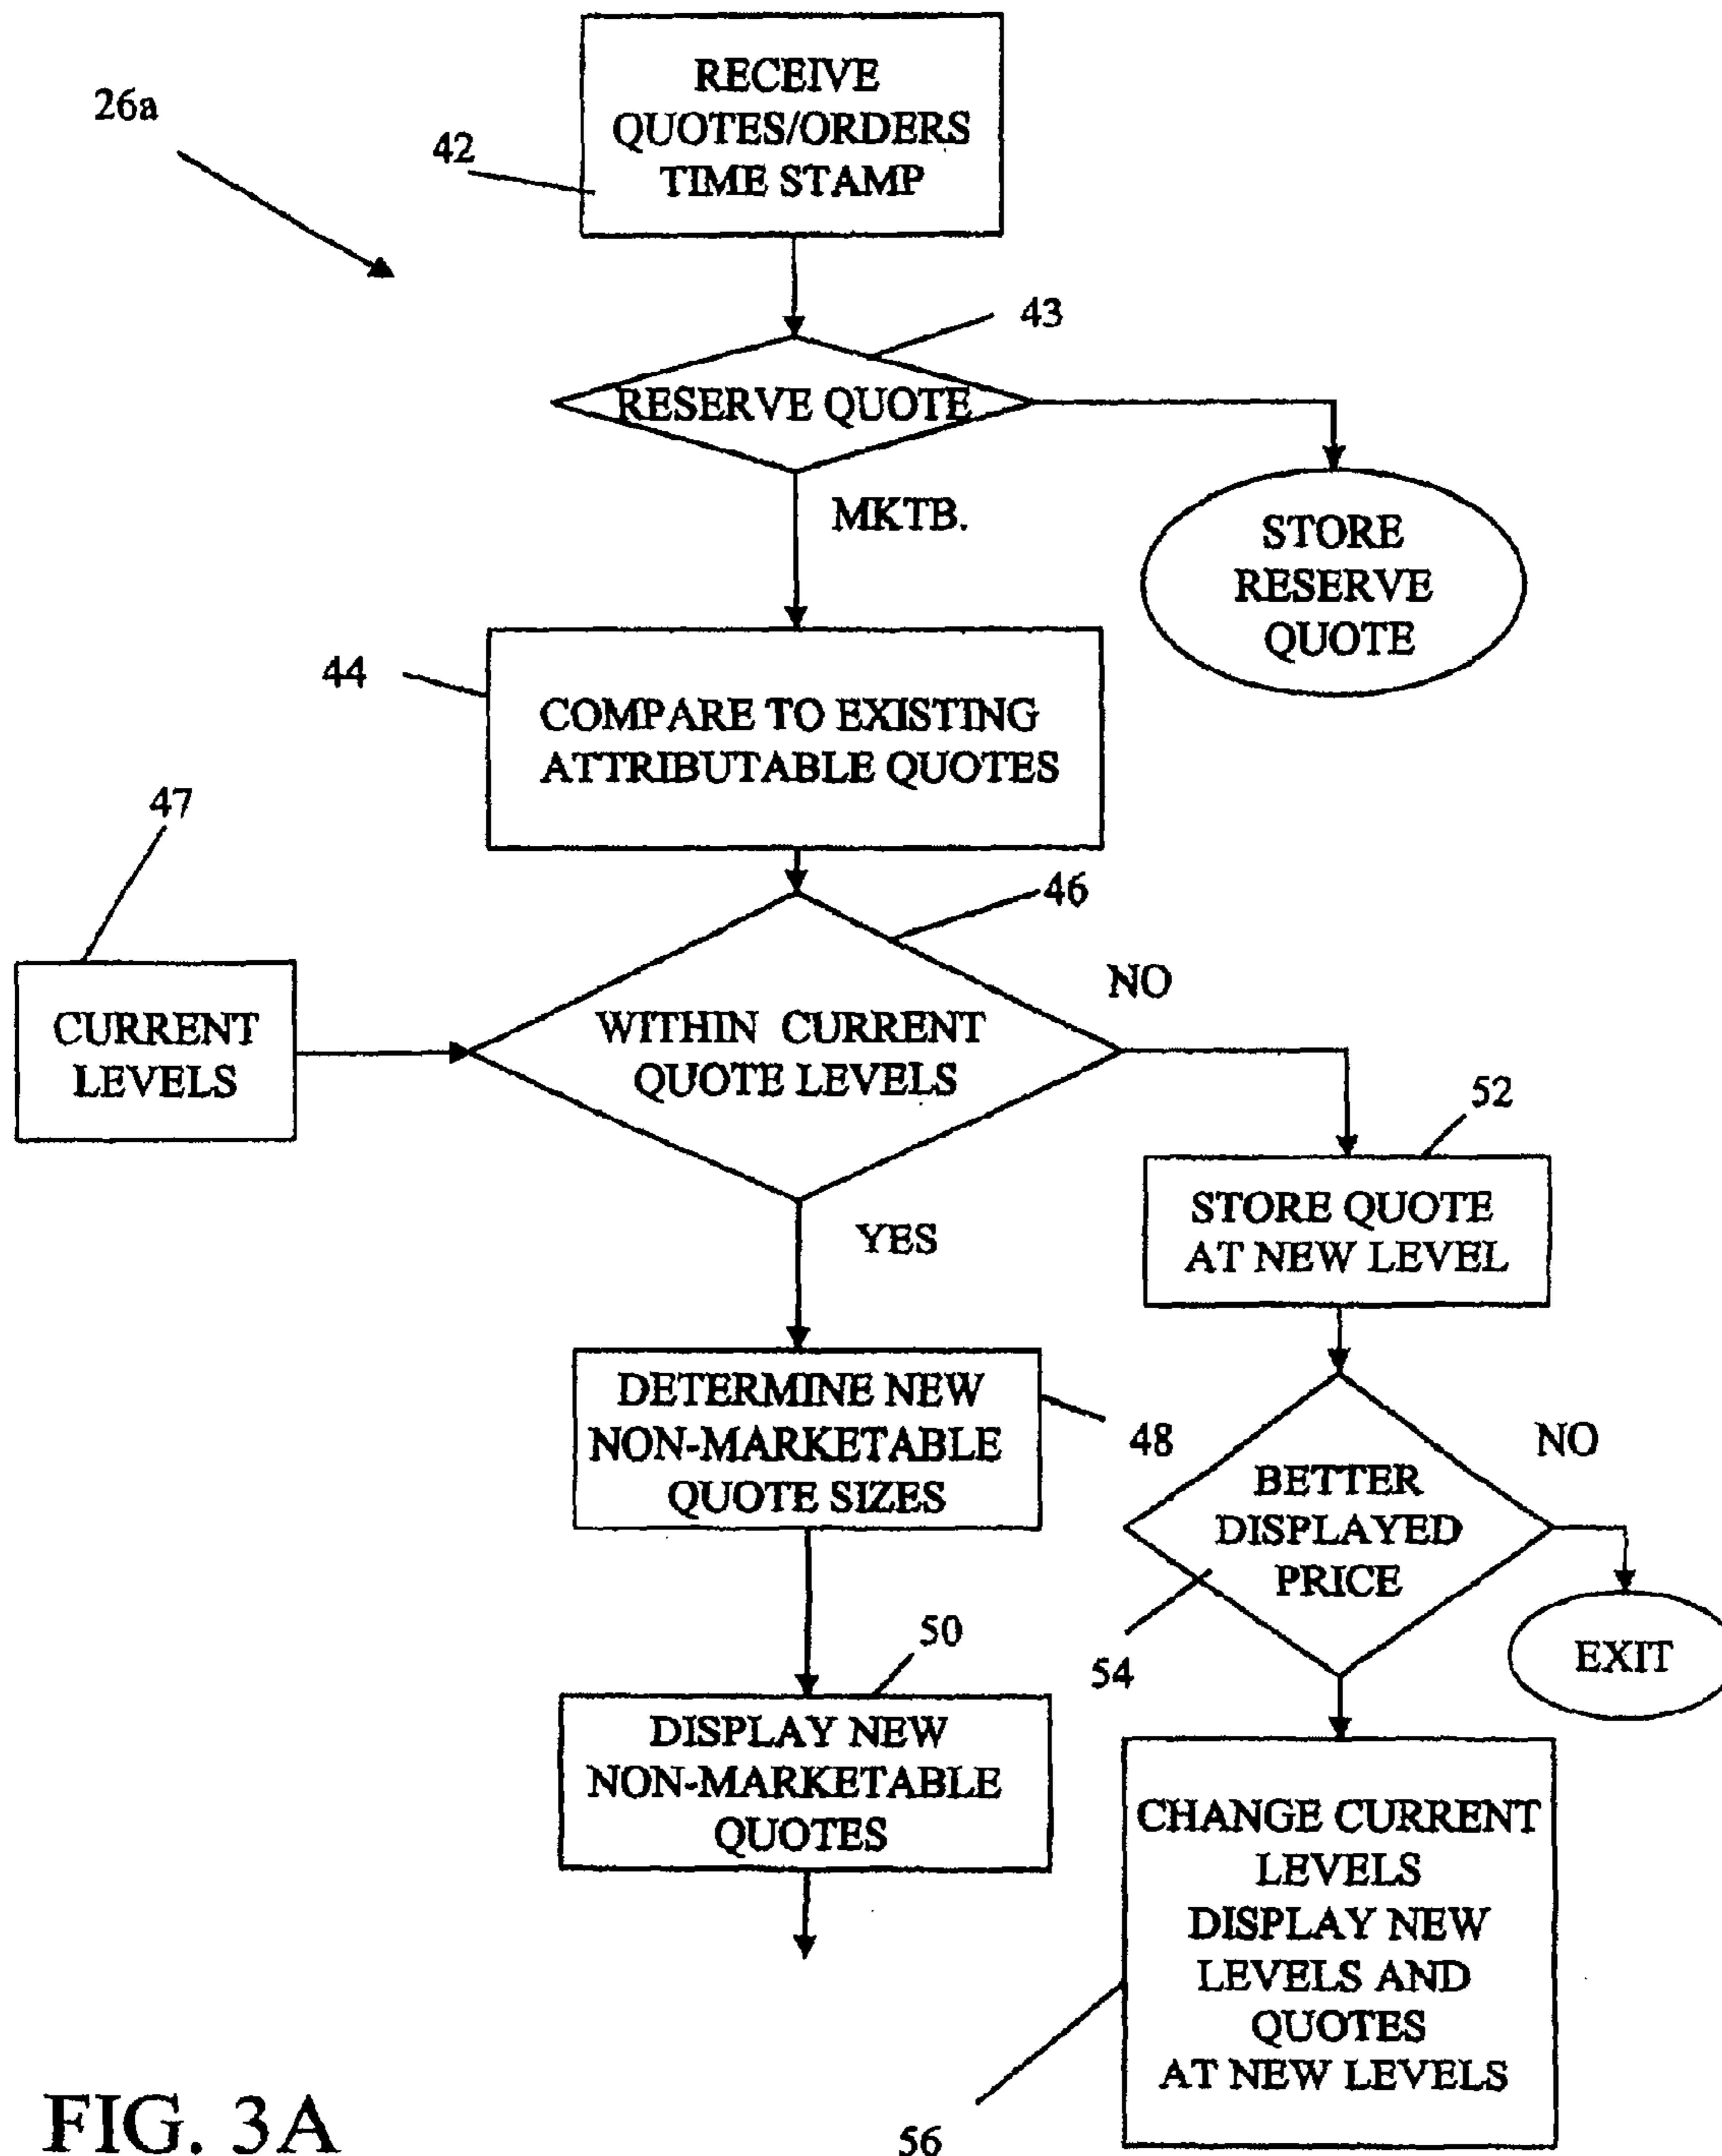 RECEIVE
QUOTES/ORDERS
TIME STAMP
26a
42
43
RESERVE QUOTE
MKTB.
STORE
RESERVE
QUOTE
44
COMPARE TO EXISTING
ATTRIBUTABLE QUOTES
47
46
CURRENT
LEVELS
WITHIN CURRENT
QUOTE LEVELS
NO
YES
52
STORE QUOTE
AT NEW LEVEL
DETERMINE NEW
NON-MARKETABLE
QUOTE SIZES
48
BETTER
DISPLAYED
PRICE
NO
54
EXIT
50
DISPLAY NEW
NON-MARKETABLE
QUOTES
CHANGE CURRENT
LEVELS
DISPLAY NEW
LEVELS AND
QUOTES
AT NEW LEVELS
56
FIG. 3A